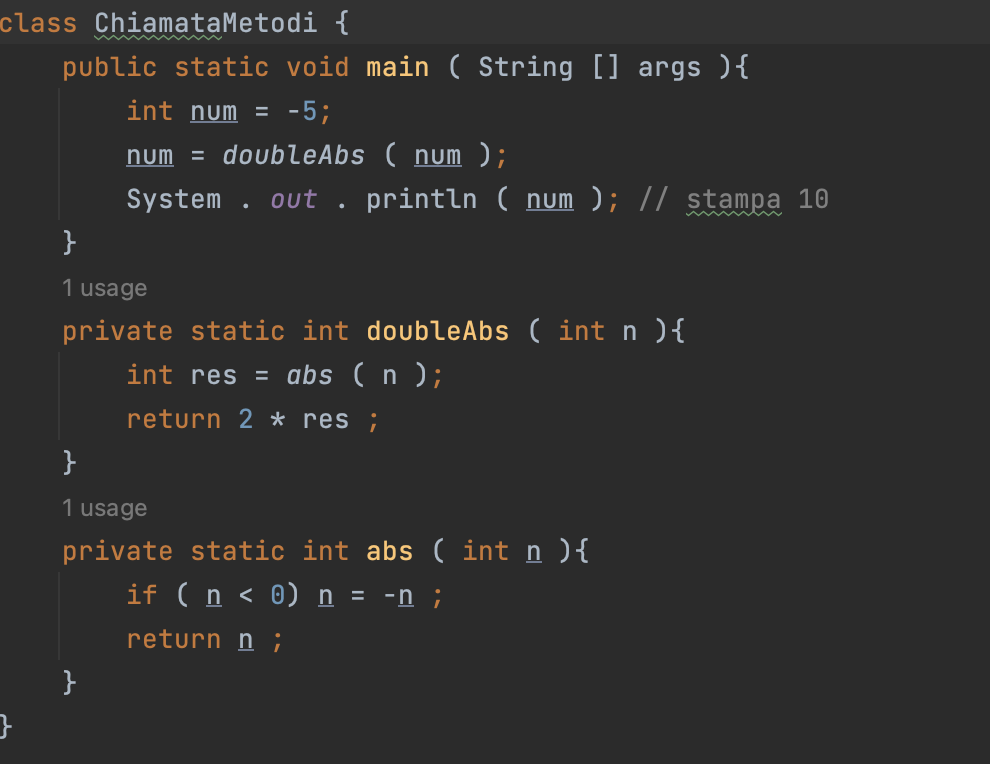 class ChiamataMetodi {
public static void main ( String [] args ){
int num = -5;
num = doubleAbs ( num );
System . out . println ( num ); // stampa 10
}
1 usage
private static int doubleAbs ( int n ){
int res = abs ( n );
return 2 * res ;
}
1 usage
private static int abs ( int n ){
if ( n < 0) n = -n ;
return n ;
}
}